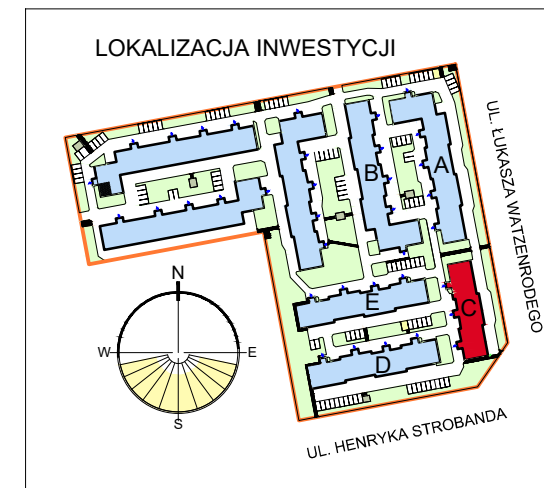 LOKALIZACJA INWESTYCJI
UL. ŁUKASZA WATZENRODEGO
A
B
C
E
D
N
W
E
S
UL. HENRYKA STROBANDA